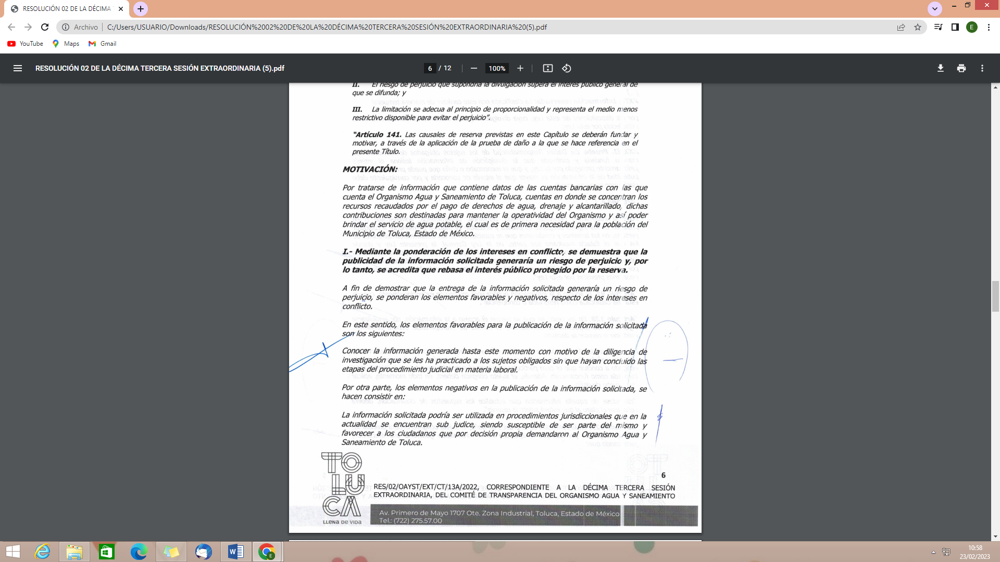 RESOLUCIÓN 02 DE LA DÉCIMA T
Archivo
C:/Users/USUARIO/Downloads/RESOLUCIÓN%2002%20DE%20LA%20DÉCIMA%20TERCERA%20SESIÓN%20EXTRAORDINARIA%20(5).pdf
E
YouTube
Maps
Gmail
RESOLUCIÓN 02 DE LA DÉCIMA TERCERA SESIÓN EXTRAORDINARIA (5).pdf
6 / 12
100%
II. El riesgo de perjuicio que supondría la divulgación supera el interés público general de
que se difunda; y
III. La limitación se adecua al principio de proporcionalidad y representa el medio menos
restrictivo disponible para evitar el perjuicio".
"Artículo 141. Las causales de reserva previstas en este Capítulo se deberán fundar y
motivar, a través de la aplicación de la prueba de daño a la que se hace referencia en el
presente Título.
MOTIVACIÓN:
Por tratarse de información que contiene datos de las cuentas bancarias con las que
cuenta el Organismo Agua y Saneamiento de Toluca, cuentas en donde se concentran los
recursos recaudados por el pago de derechos de agua, drenaje y alcantarillado, dichas
contribuciones son destinadas para mantener la operatividad del Organismo y así poder
brindar el servicio de agua potable, el cual es de primera necesidad para la población del
Municipio de Toluca, Estado de México.
I.- Mediante la ponderación de los intereses en conflicto, se demuestra que la
publicidad de la información solicitada generaría un riesgo de perjuicio y, por
lo tanto, se acredita que rebasa el interés público protegido por la reserva.
A fin de demostrar que la entrega de la información solicitada generaría un riesgo de
perjuicio, se ponderan los elementos favorables y negativos, respecto de los intereses en
conflicto.
En este sentido, los elementos favorables para la publicación de la información solicitada
son los siguientes:
Conocer la información generada hasta este momento con motivo de la diligencia de
investigación que se les ha practicado a los sujetos obligados sin que hayan concluido las
etapas del procedimiento judicial en materia laboral.
Por otra parte, los elementos negativos en la publicación de la información solicitada, se
hacen consistir en:
La información solicitada podría ser utilizada en procedimientos jurisdiccionales que en la
actualidad se encuentran sub judice, siendo susceptible de ser parte del mismo y
favorecer a los ciudadanos que por decisión propia demandaron al Organismo Agua y
Saneamiento de Toluca.
TO
LU
CA
LLENA DE VIDA
6
RES/02/OAYST/EXT/CT/13A/2022, CORRESPONDIENTE A LA DÉCIMA TERCERA SESIÓN
EXTRAORDINARIA, DEL COMITÉ DE TRANSPARENCIA DEL ORGANISMO AGUA Y SANEAMIENTO
Av. Primero de Mayo 1707 Ote. Zona Industrial, Toluca, Estado de México
Tel.: (722) 275.57.00
10:58
23/02/2023